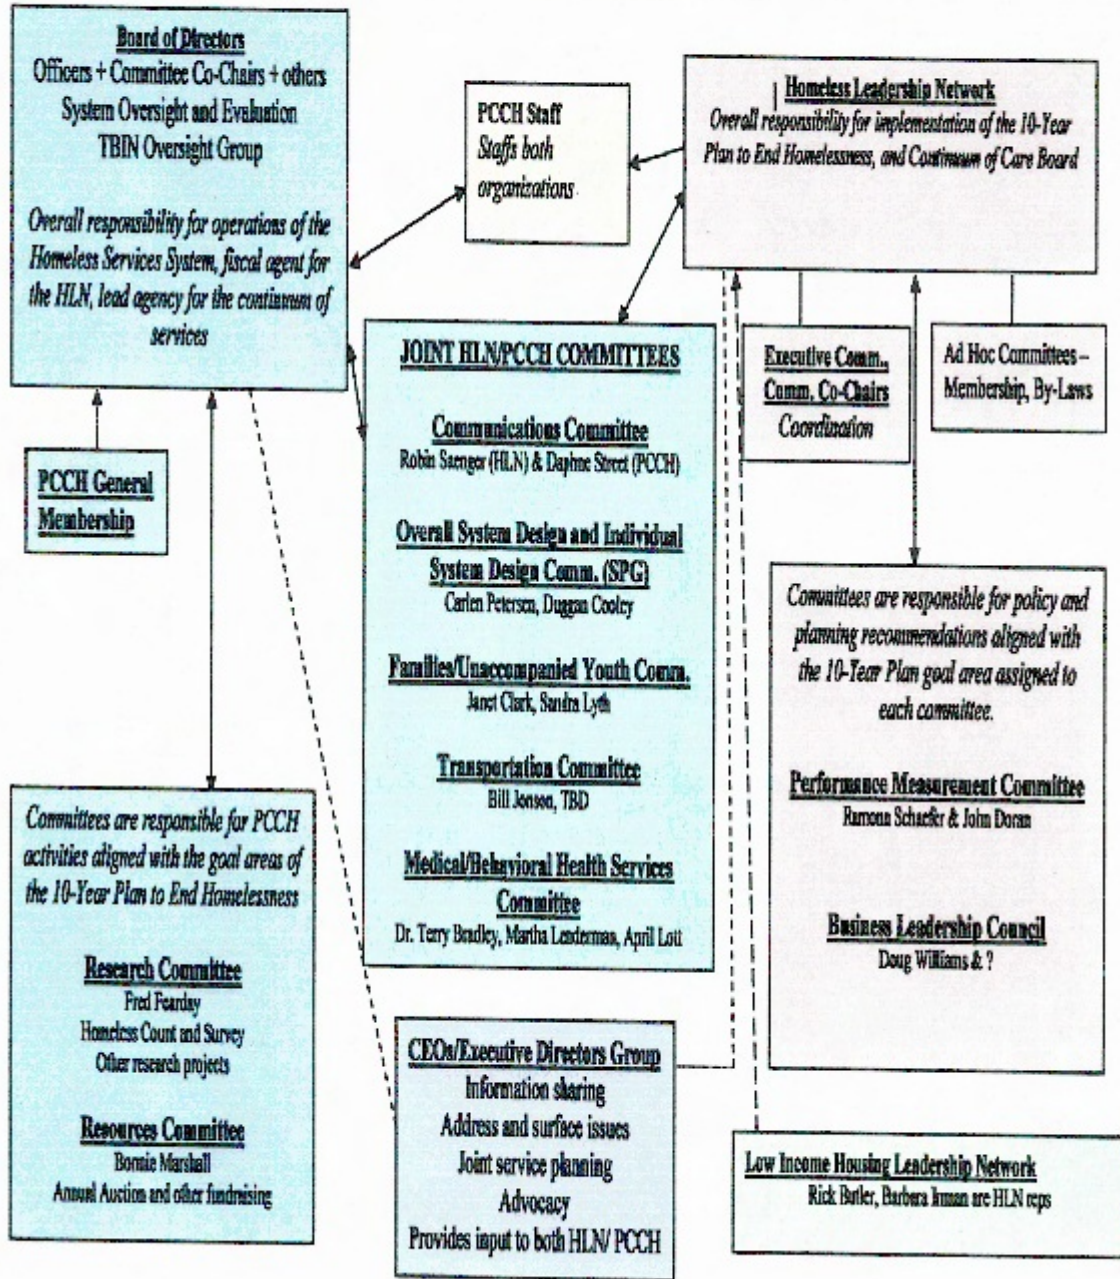 Board of Directors
Officers + Committee Co-Chairs + others
System Oversight and Evaluation
TBIN Oversight Group
Overall responsibility for operations of the
Homeless Services System, fiscal agent for
the HLN, lead agency for the continuum of
services
PCCH Staff
Staffs both
organizations
Homeless Leadership Network
Overall responsibility for implementation of the 10-Year
Plan to End Homelessness, and Continuum of Care Board
PCCH General
Membership
JOINT HLN/PCCH COMMITTEES
Communications Committee
Robin Saenger (HLN) & Daphne Street (PCCH)
Overall System Design and Individual
System Design Comm. (SPG)
Carlen Petersen, Duggan Cooley
Families/Unaccompanied Youth Comm.
Janet Clark, Sandra Lyth
Transportation Committee
Bill Jonson, TBD
Medical/Behavioral Health Services
Committee
Dr. Terry Bradley, Martha Lenderman, April Lott
Executive Comm.,
Comm. Co-Chairs
Coordination
Ad Hoc Committees –
Membership, By-Laws
Committees are responsible for policy and
planning recommendations aligned with
the 10-Year Plan goal area assigned to
each committee.
Performance Measurement Committee
Ramona Schaefer & John Doran
Business Leadership Council
Doug Williams & ?
Committees are responsible for PCCH
activities aligned with the goal areas of
the 10-Year Plan to End Homelessness
Research Committee
Fred Fearday
Homeless Count and Survey
Other research projects
Resources Committee
Bonnie Marshall
Annual Auction and other fundraising
CEOs/Executive Directors Group
Information sharing
Address and surface issues
Joint service planning
Advocacy
Provides input to both HLN/ PCCH
Low Income Housing Leadership Network
Rick Butler, Barbara Inman are HLN reps